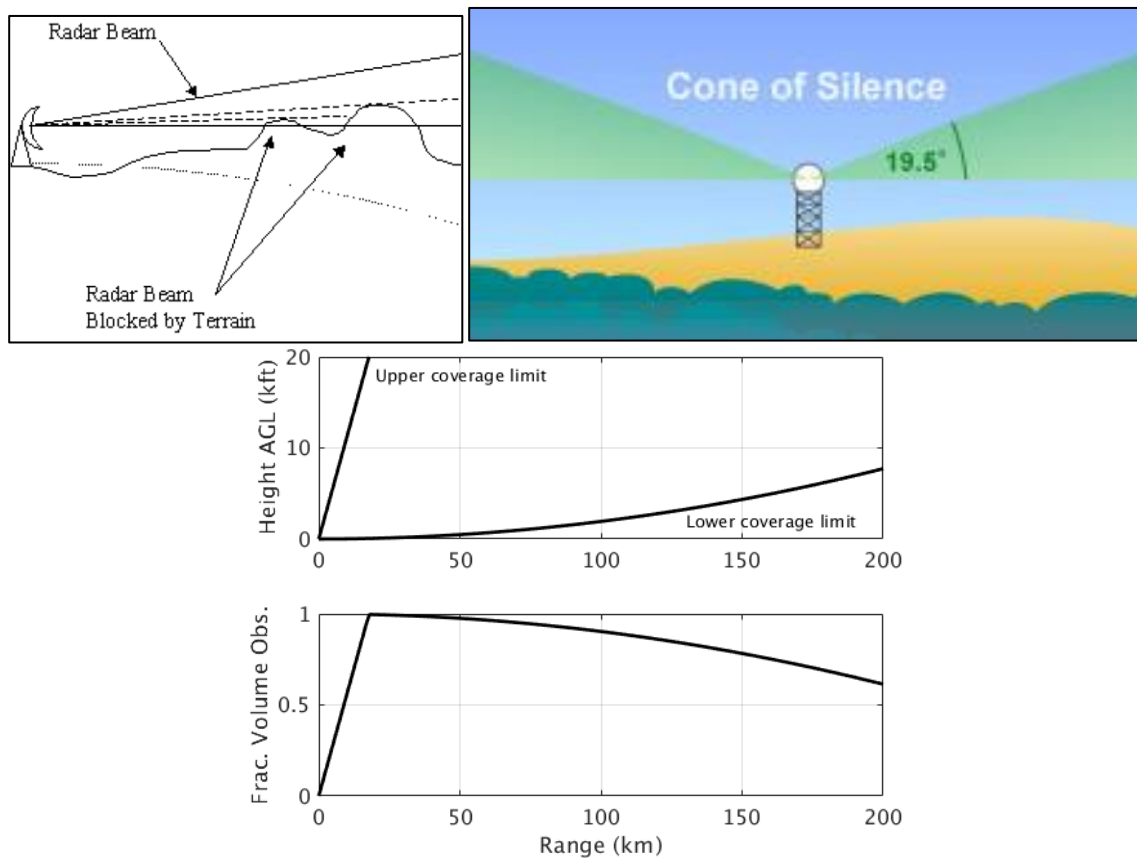 Radar Beam
Radar Beam
Blocked by Terrain
Cone of Silence
19.5°
20
10
0
Height AGL (kft)
Upper coverage limit
Lower coverage limit
0
50
100
150
200
1
0.5
0
Frac. Volume Obs.
0
50
100
150
200
Range (km)